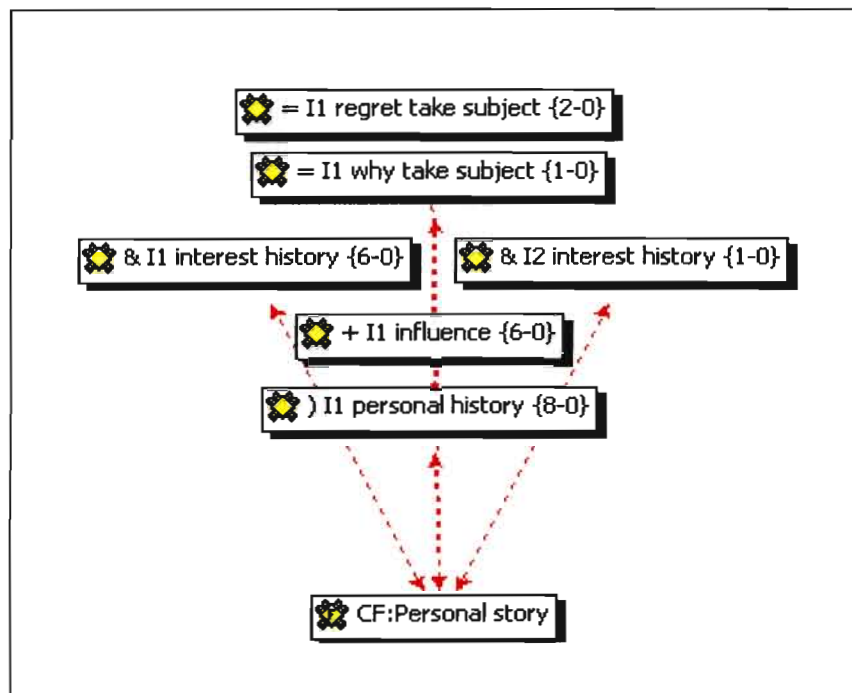 = I1 regret take subject {2-0}
= I1 why take subject {1-0}
& I1 interest history {6-0}
& I2 interest history {1-0}
+ I1 influence {6-0}
) I1 personal history {8-0}
CF:Personal story